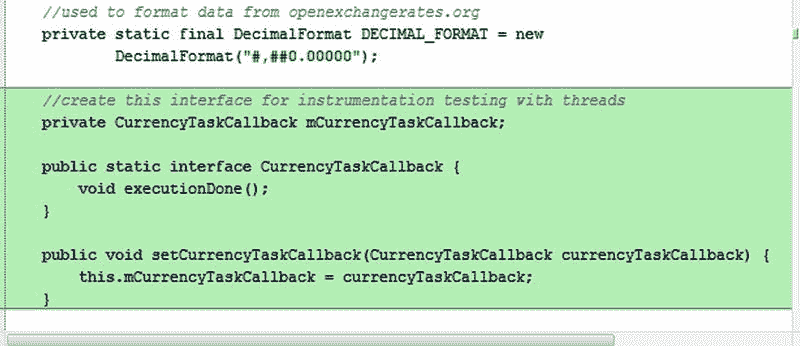 //used to format data from openexchangerates.org
private static final DecimalFormat DECIMAL_FORMAT = new
DecimalFormat("#,##0.00000");
//create this interface for instrumentation testing with threads
private CurrencyTaskCallback mCurrencyTaskCallback;
public static interface CurrencyTaskCallback {
void executionDone();
}
public void setCurrencyTaskCallback(CurrencyTaskCallback currencyTaskCallback) {
this.mCurrencyTaskCallback = currencyTaskCallback;
}